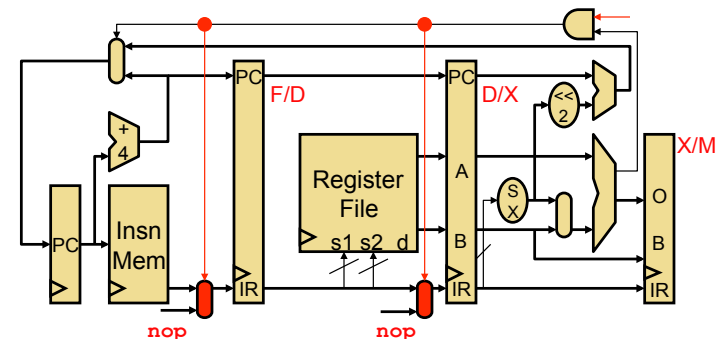 PC
F/D
PC
D/X
<<
2
X/M
+
4
Register
File
A
S
X
O
PC
Insn
Mem
s1 s2 d
B
B
IR
IR
IR
nop
nop